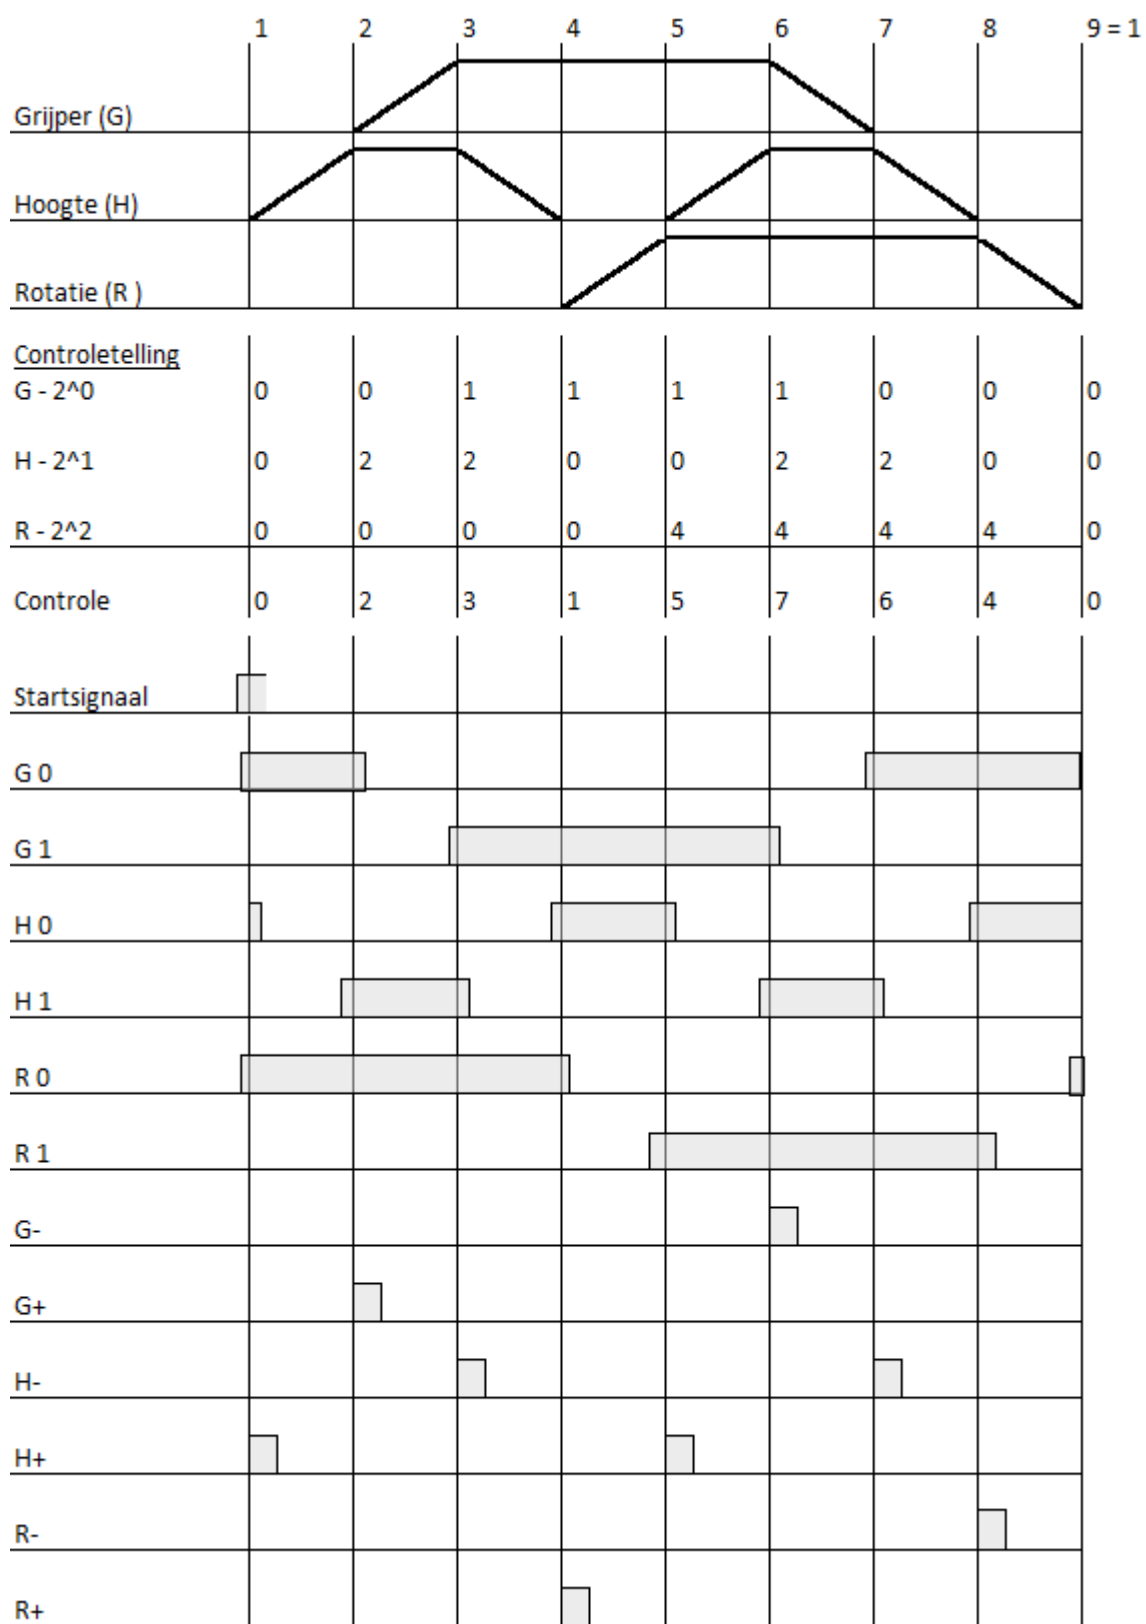 1 2 3 4 5 6 7 8 9 = 1
Grijper (G)
Hoogte (H)
Rotatie (R )
Controletelling
G - 2^0 0 0 1 1 1 1 0 0 0
H - 2^1 0 2 2 0 0 2 2 0 0
R - 2^2 0 0 0 0 4 4 4 4 0
Controle 0 2 3 1 5 7 6 4 0
Startsignaal
G 0
G 1
H 0
H 1
R 0
R 1
G-
G+
H-
H+
R-
R+